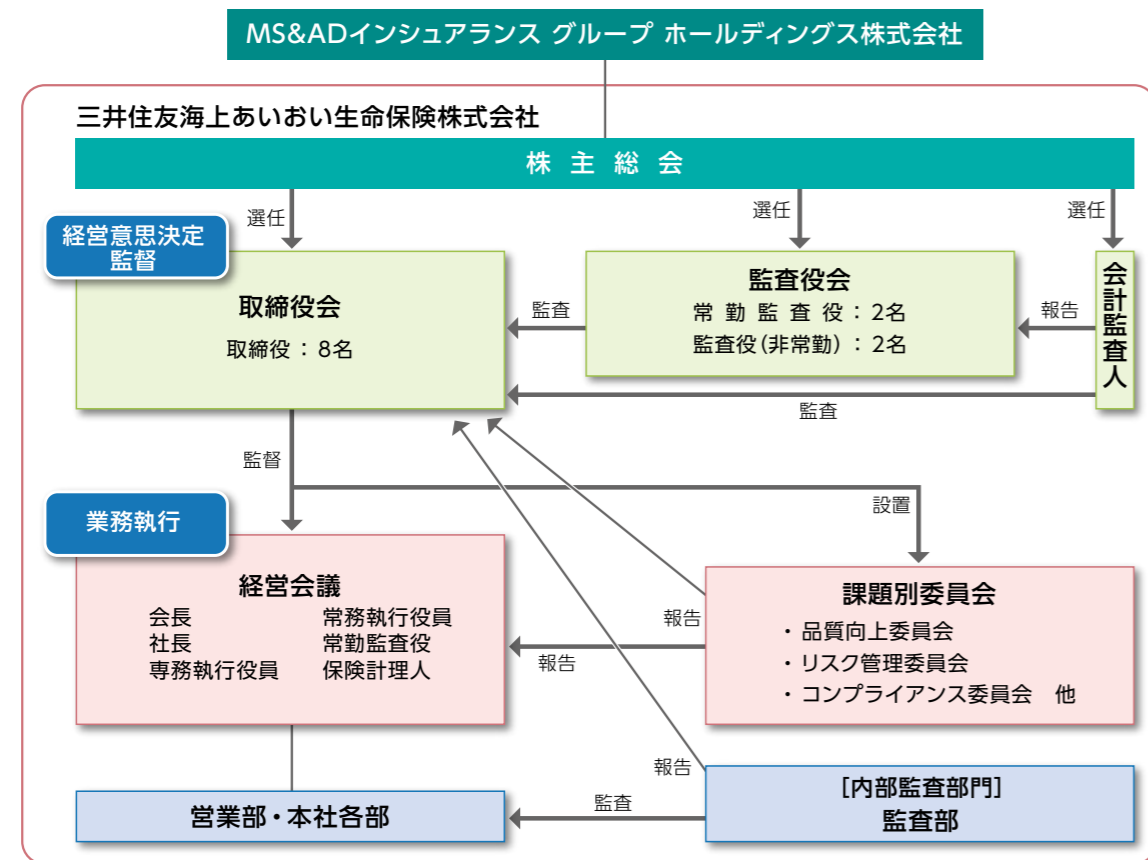 MS&ADインシュアランス グループ ホールディングス株式会社
三井住友海上あいおい生命保険株式会社
株主総会
選任
選任
選任
経営意思決定
監督
取締役会
取締役：8名
監査
監査役会
常勤監査役：2名
監査役（非常勤）：2名
報告
会計監査人
監査
監督
設置
業務執行
経営会議
会長
常務執行役員
社長
常勤監査役
専務執行役員
保険計理人
報告
報告
課題別委員会
・品質向上委員会
・リスク管理委員会
・コンプライアンス委員会　他
報告
営業部・本社各部
監査
［内部監査部門］
監査部